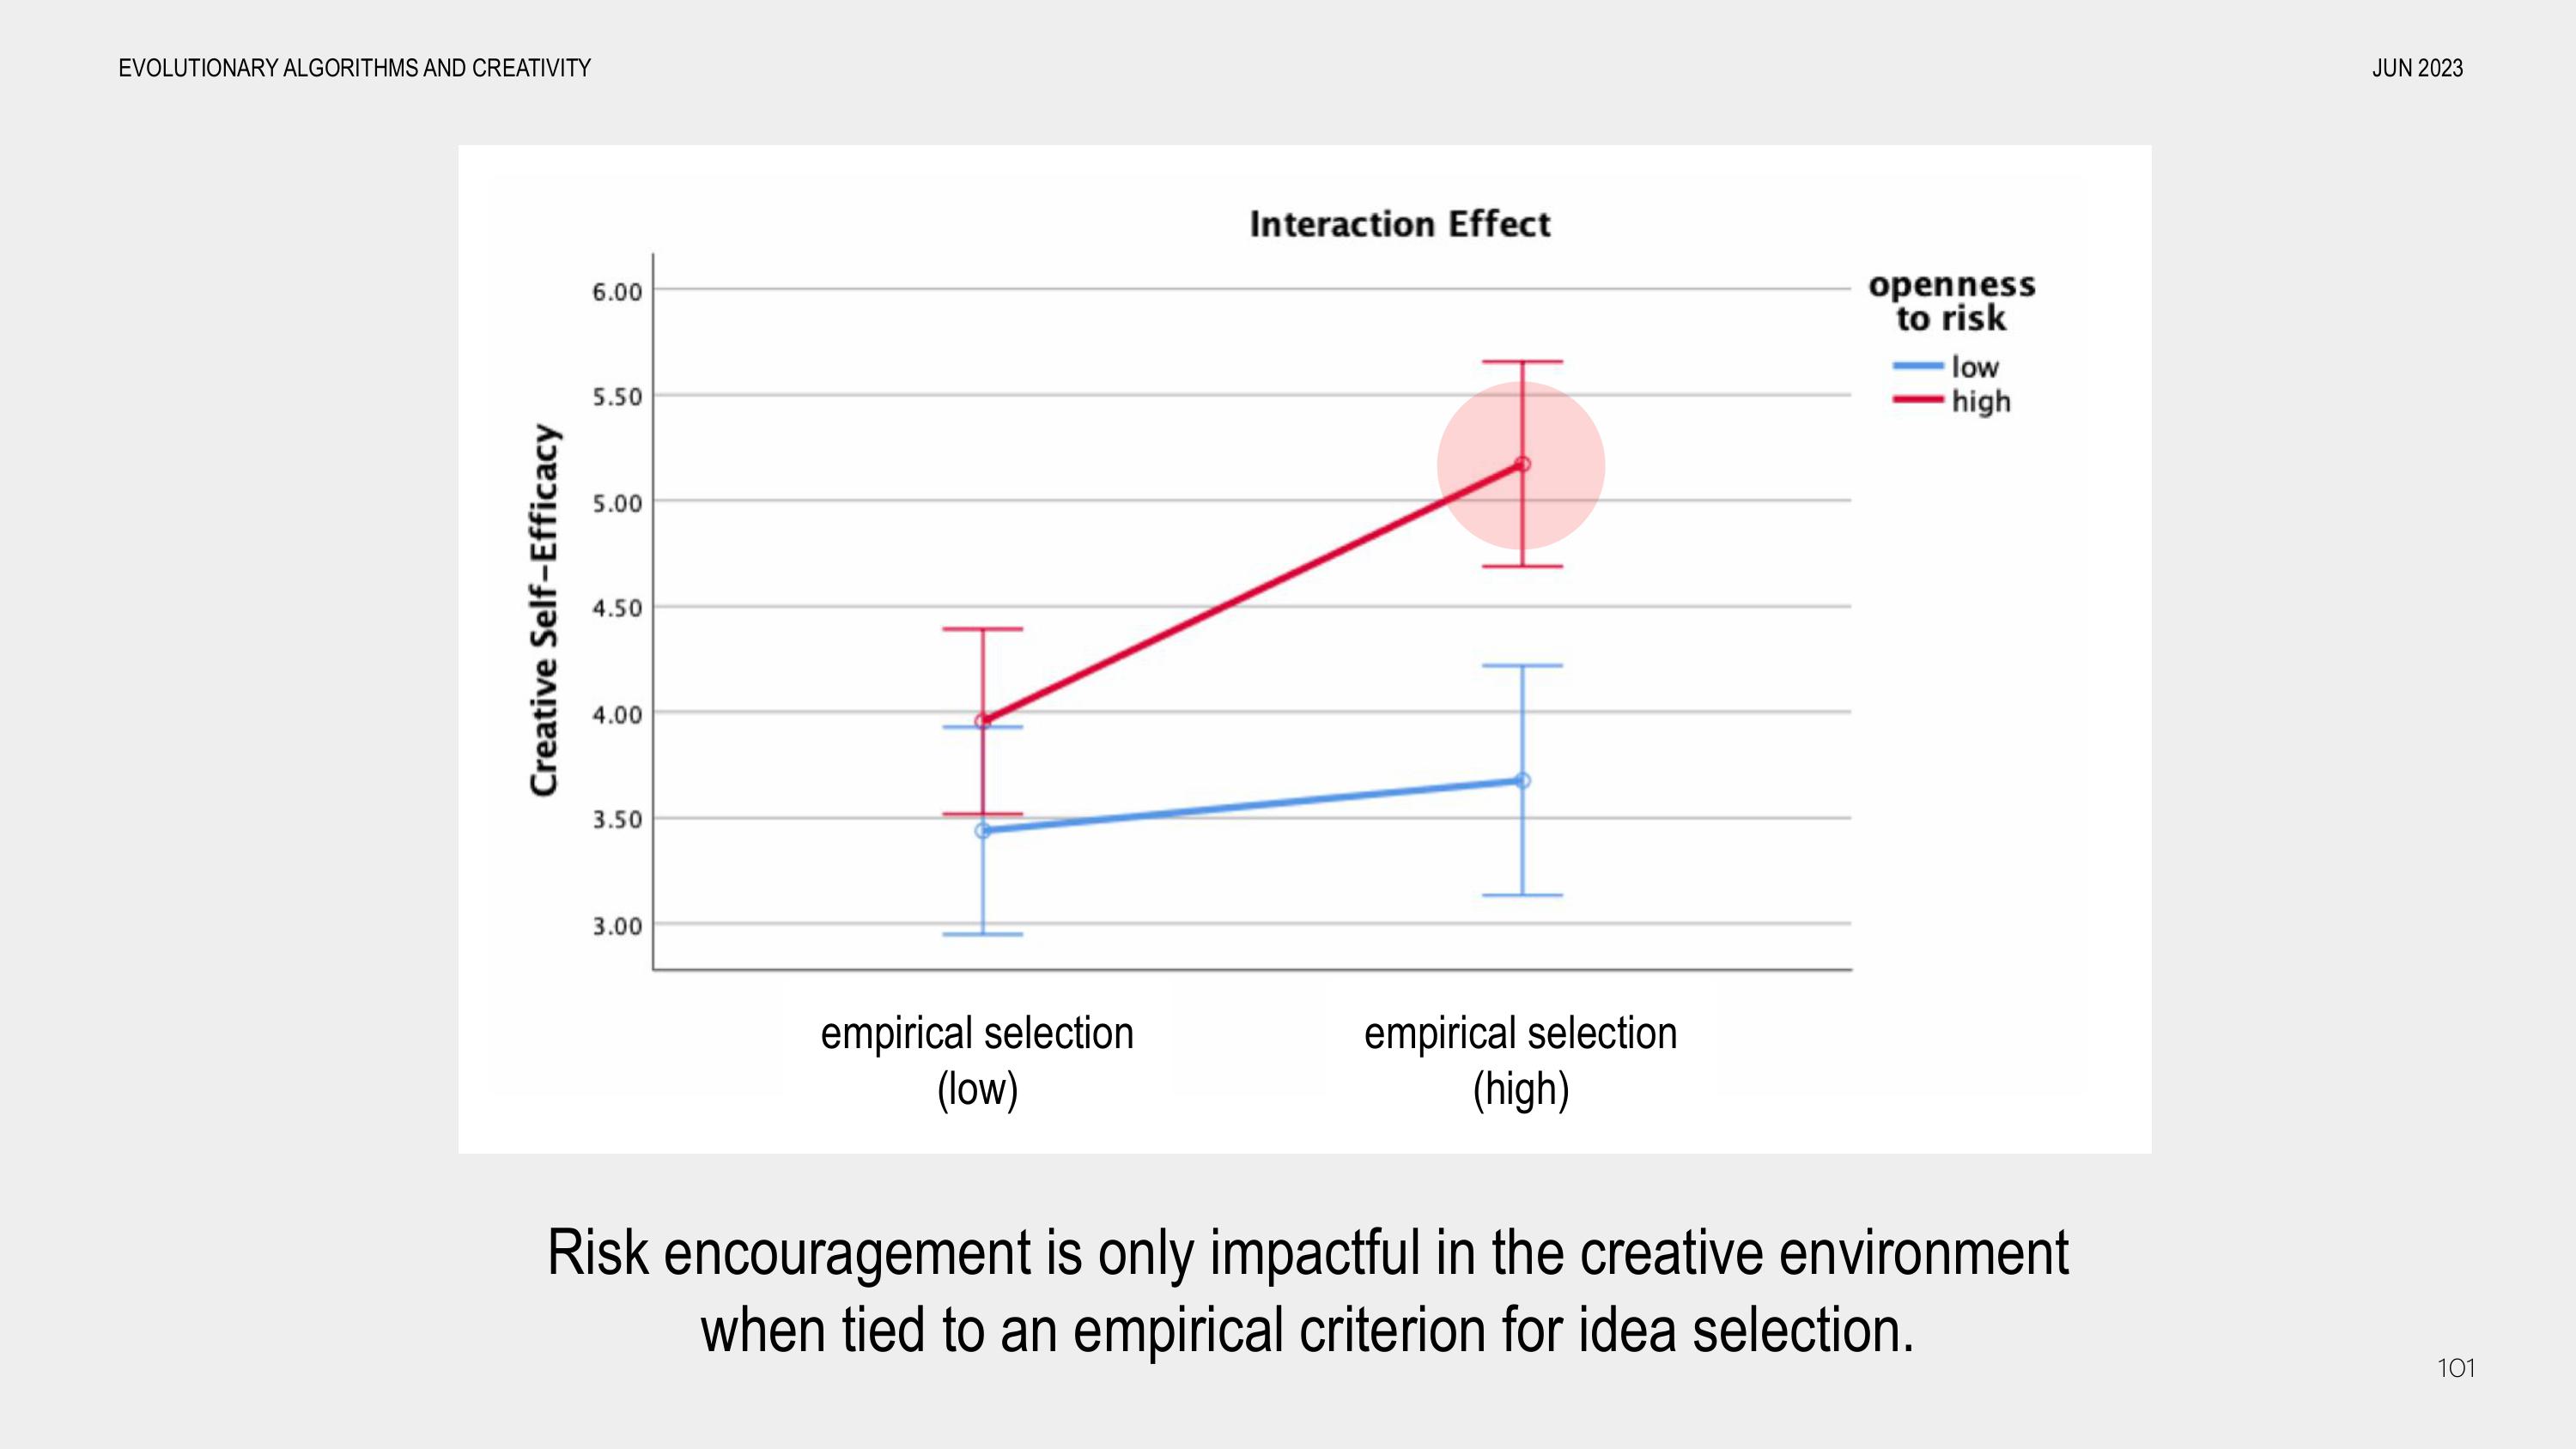 EVOLUTIONARY ALGORITHMS AND CREATIVITY
JUN 2023
Interaction Effect
openness
to risk
low
high
Creative Self-Efficacy
6.00
5.50
5.00
4.50
4.00
3.50
3.00
empirical selection
(low)
empirical selection
(high)
Risk encouragement is only impactful in the creative environment
when tied to an empirical criterion for idea selection.
101